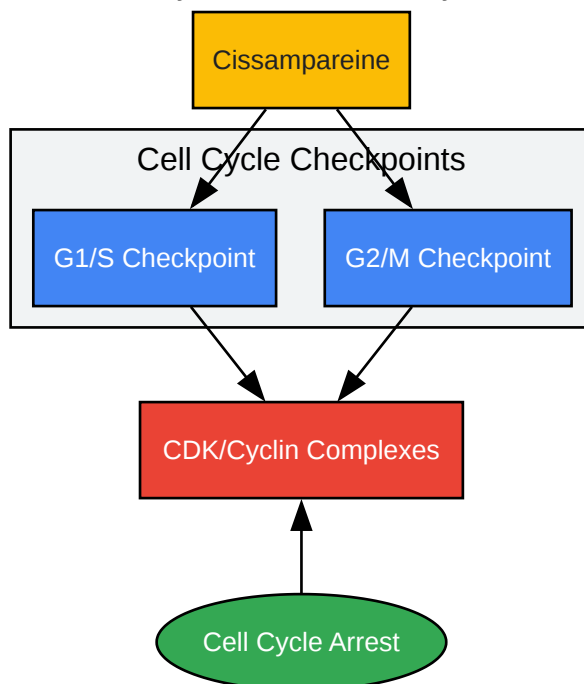 Cissampareine
Cell Cycle Checkpoints
G1/S Checkpoint
G2/M Checkpoint
CDK/Cyclin Complexes
Cell Cycle Arrest